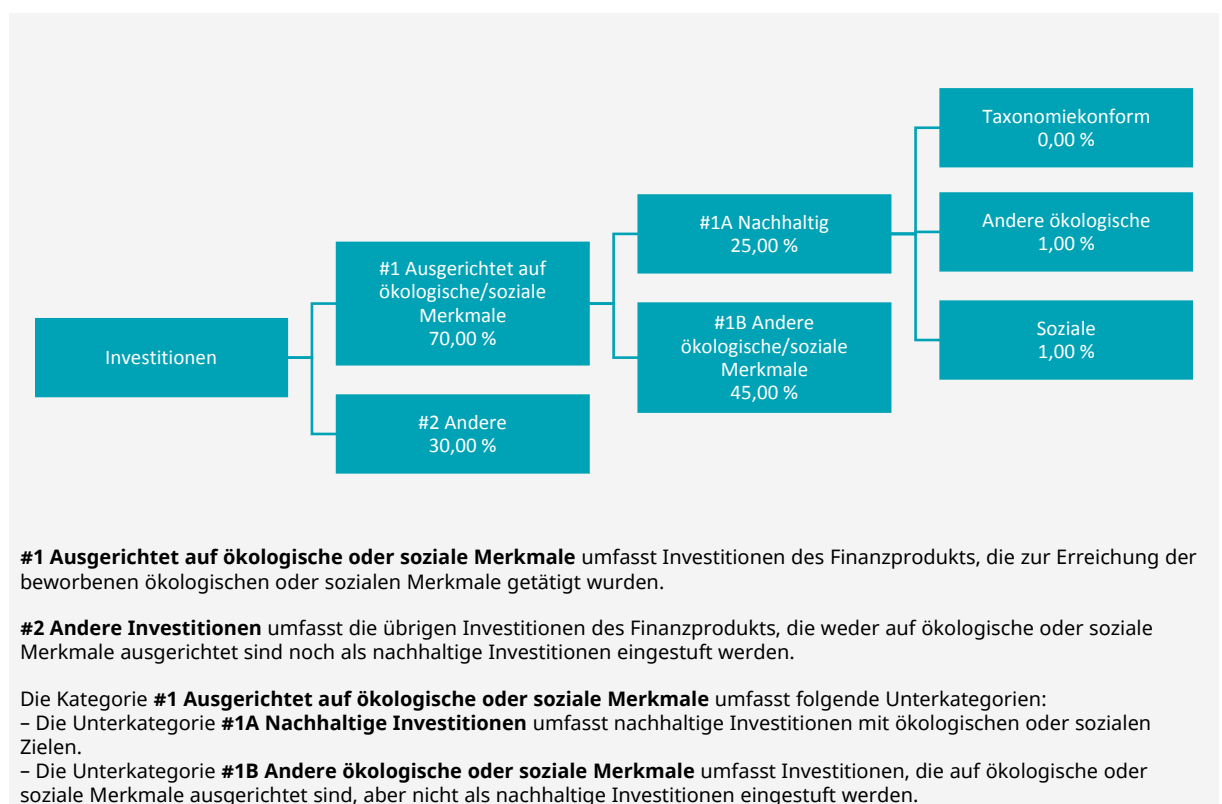 Taxonomiekonform
0,00 %
#1A Nachhaltig
25,00 %
Andere ökologische
1,00 %
#1 Ausgerichtet auf
ökologische/soziale
Merkmale
70,00 %
#1B Andere
ökologische/soziale
Merkmale
45,00 %
Soziale
1,00 %
Investitionen
#2 Andere
30,00 %
#1 Ausgerichtet auf ökologische oder soziale Merkmale umfasst Investitionen des Finanzprodukts, die zur Erreichung der
beworbenen ökologischen oder sozialen Merkmale getätigt wurden.
#2 Andere Investitionen umfasst die übrigen Investitionen des Finanzprodukts, die weder auf ökologische oder soziale
Merkmale ausgerichtet sind noch als nachhaltige Investitionen eingestuft werden.
Die Kategorie #1 Ausgerichtet auf ökologische oder soziale Merkmale umfasst folgende Unterkategorien:
– Die Unterkategorie #1A Nachhaltige Investitionen umfasst nachhaltige Investitionen mit ökologischen oder sozialen
Zielen.
– Die Unterkategorie #1B Andere ökologische oder soziale Merkmale umfasst Investitionen, die auf ökologische oder
soziale Merkmale ausgerichtet sind, aber nicht als nachhaltige Investitionen eingestuft werden.